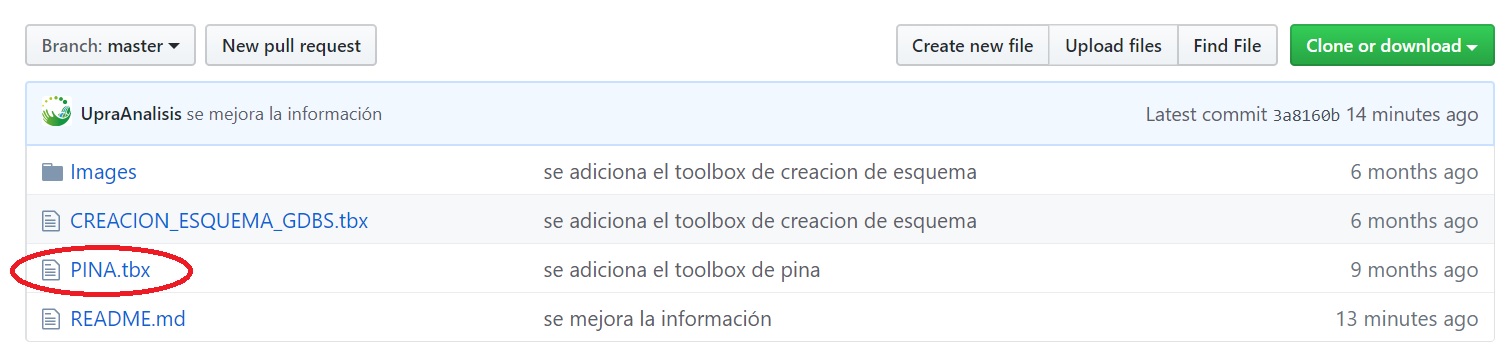 Branch: master New pull request Create new file Upload files Find File Clone or download
UpraAnalisis se mejora la información Latest commit 3a8160b 14 minutes ago
Images se adiciona el toolbox de creacion de esquema 6 months ago
CREACION_ESQUEMA_GDBS.tbx se adiciona el toolbox de creacion de esquema 6 months ago
PINA.tbx se adiciona el toolbox de pina 9 months ago
README.md se mejora la información 13 minutes ago